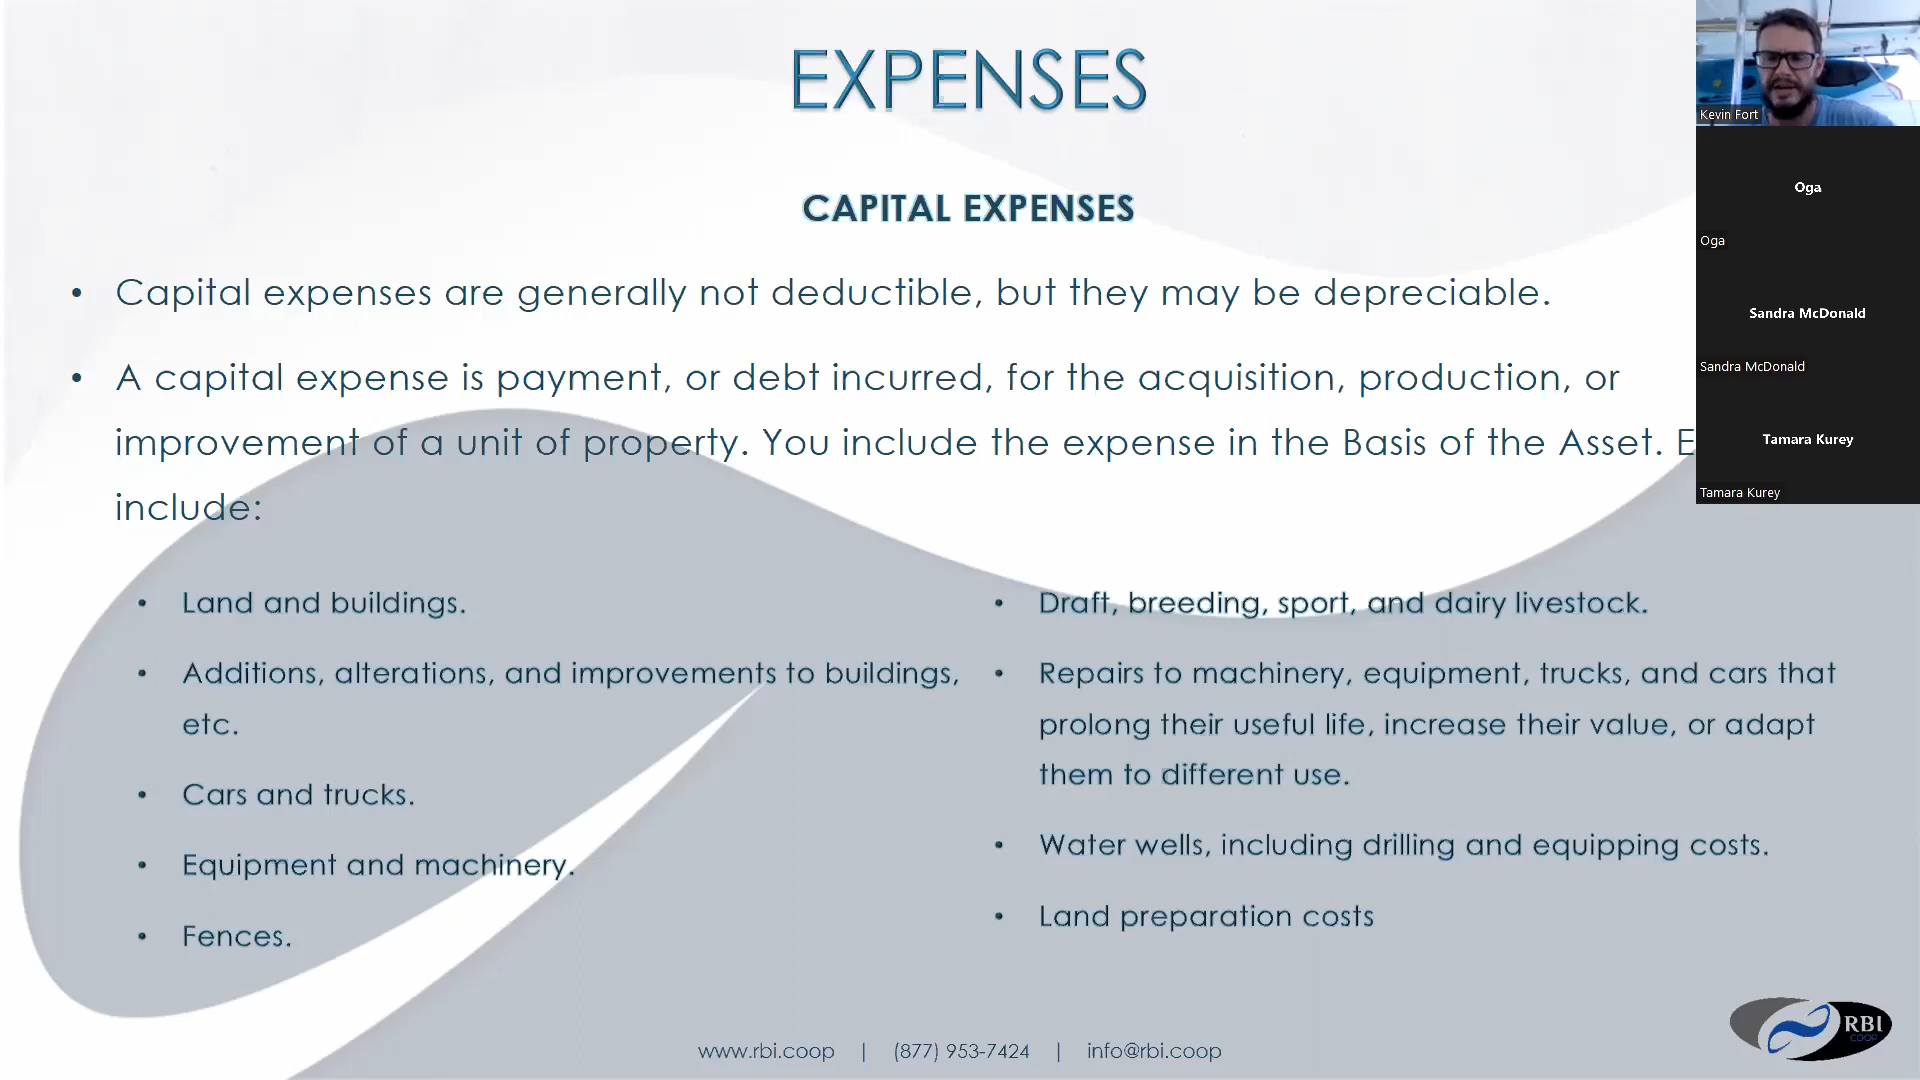 EXPENSES
CAPITAL EXPENSES
• Capital expenses are generally not deductible, but they may be depreciable.
• A capital expense is payment, or debt incurred, for the acquisition, production, or
improvement of a unit of property. You include the expense in the Basis of the Asset.
include:
• Land and buildings.
• Additions, alterations, and improvements to buildings,
etc.
• Cars and trucks.
• Equipment and machinery.
• Fences.
• Draft, breeding, sport, and dairy livestock.
• Repairs to machinery, equipment, trucks, and cars that
prolong their useful life, increase their value, or adapt
them to different use.
• Water wells, including drilling and equipping costs.
• Land preparation costs
www.rbi.coop | (877) 953-7424 | info@rbi.coop
RBI
COOP
Kevin Fort
Oga
Oga
Sandra McDonald
Sandra McDonald
Tamara Kurey
Tamara Kurey